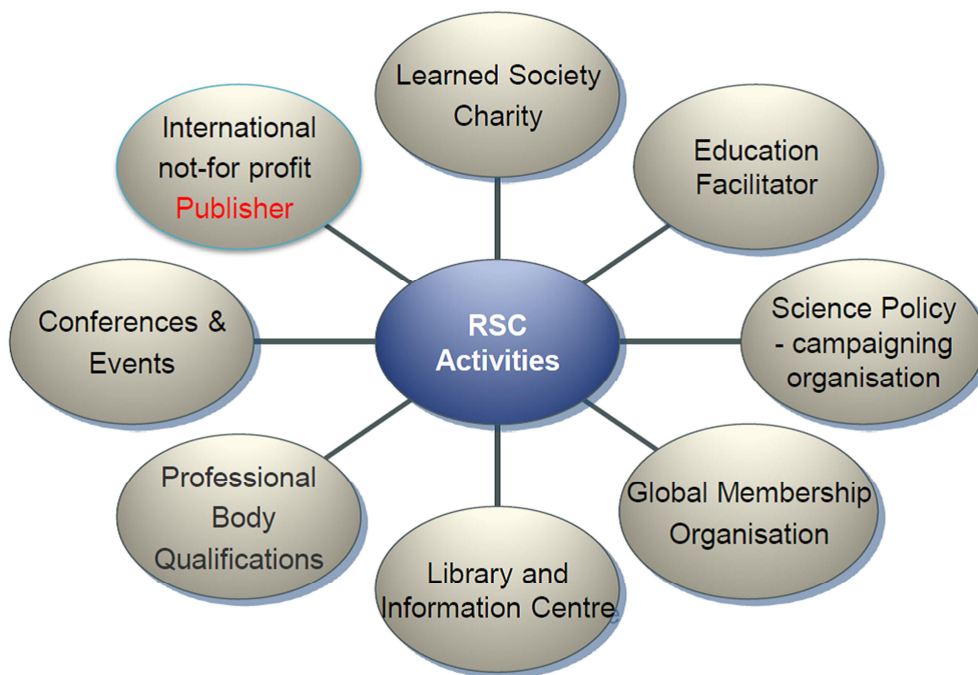 Learned Society
Charity
International
not-for profit
Publisher
Education
Facilitator
Conferences &
Events
RSC
Activities
Science Policy
- campaigning
organisation
Professional
Body
Qualifications
Global Membership
Organisation
Library and
Information Centre